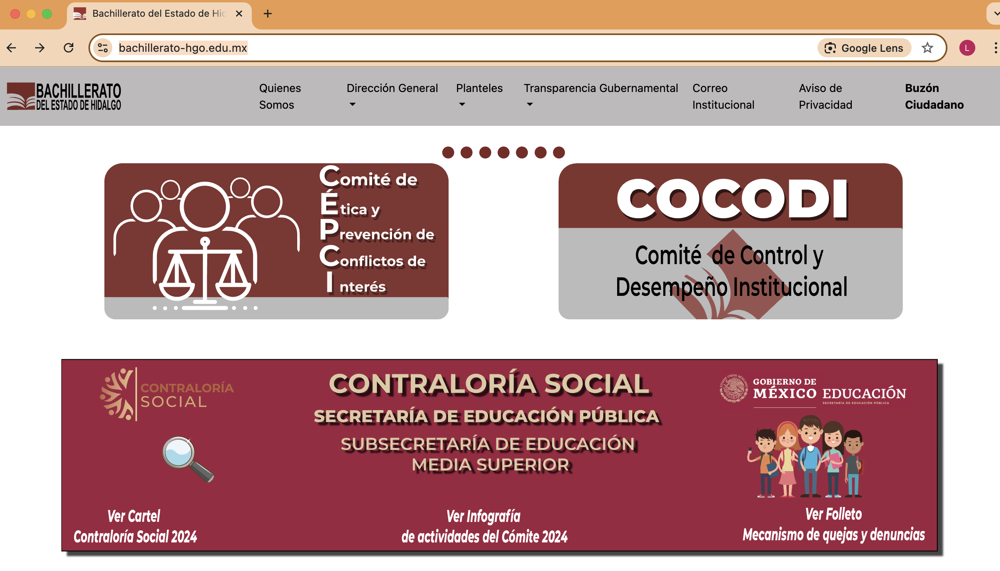 Bachillerato del Estado de Hid
bachillerato-hgo.edu.mx
Google Lens
L
BACHILLERATO
DEL ESTADO DE HIDALGO
Quienes
Somos
Dirección General
Planteles
Transparencia Gubernamental
Correo
Institucional
Aviso de
Privacidad
Buzón
Ciudadano
Comité de
Ética y
Prevención de
Conflictos de
Interés
COCODI
Comité de Control y
Desempeño Institucional
CONTRALORÍA
SOCIAL
CONTRALORÍA SOCIAL
SECRETARÍA DE EDUCACIÓN PÚBLICA
SUBSECRETARÍA DE EDUCACIÓN
MEDIA SUPERIOR
ESTADOS UNIDOS MEXICANOS
GOBIERNO DE
MÉXICO
EDUCACIÓN
SECRETARÍA DE EDUCACIÓN PÚBLICA
Ver Cartel
Contraloría Social 2024
Ver Infografía
de actividades del Cómite 2024
Ver Folleto
Mecanismo de quejas y denuncias